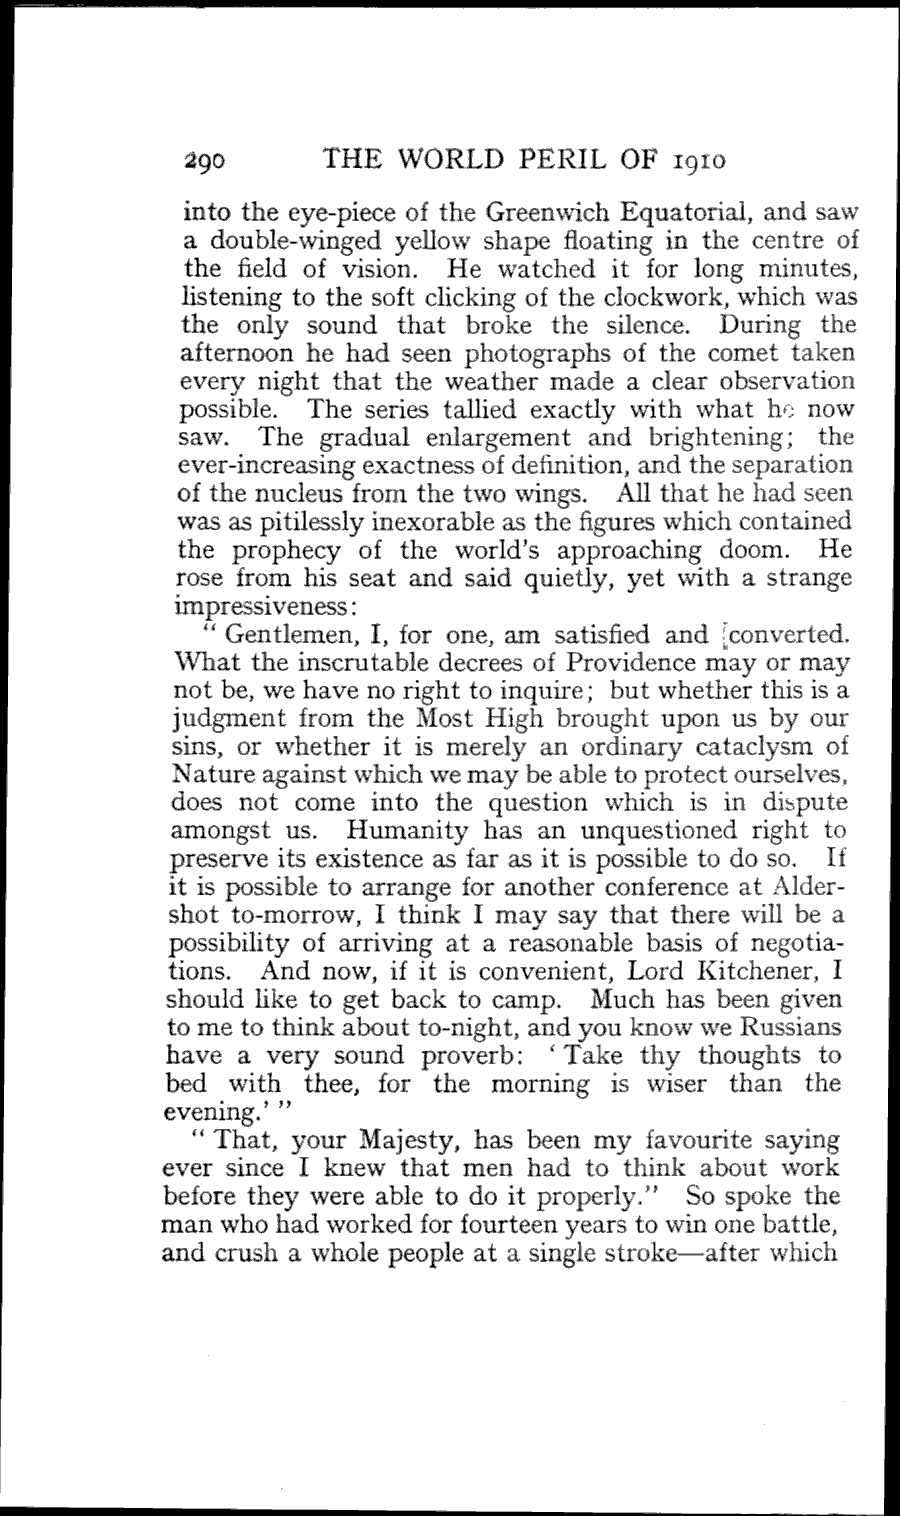 290 THE WORLD PERIL OF 1910
into the eye-piece of the Greenwich Equatorial, and saw
a double-winged yellow shape floating in the centre of
the field of vision. He watched it for long minutes,
listening to the soft clicking of the clockwork, which was
the only sound that broke the silence. During the
afternoon he had seen photographs of the comet taken
every night that the weather made a clear observation
possible. The series tallied exactly with what he now
saw. The gradual enlargement and brightening; the
ever-increasing exactness of definition, and the separation
of the nucleus from the two wings. All that he had seen
was as pitilessly inexorable as the figures which contained
the prophecy of the world's approaching doom. He
rose from his seat and said quietly, yet with a strange
impressiveness:
" Gentlemen, I, for one, am satisfied and converted.
What the inscrutable decrees of Providence may or may
not be, we have no right to inquire; but whether this is a
judgment from the Most High brought upon us by our
sins, or whether it is merely an ordinary cataclysm of
Nature against which we may be able to protect ourselves,
does not come into the question which is in dispute
amongst us. Humanity has an unquestioned right to
preserve its existence as far as it is possible to do so. If
it is possible to arrange for another conference at Alder-
shot to-morrow, I think I may say that there will be a
possibility of arriving at a reasonable basis of negotia-
tions. And now, if it is convenient, Lord Kitchener, I
should like to get back to camp. Much has been given
to me to think about to-night, and you know we Russians
have a very sound proverb: ' Take thy thoughts to
bed with thee, for the morning is wiser than the
evening.' "
" That, your Majesty, has been my favourite saying
ever since I knew that men had to think about work
before they were able to do it properly." So spoke the
man who had worked for fourteen years to win one battle,
and crush a whole people at a single stroke—after which